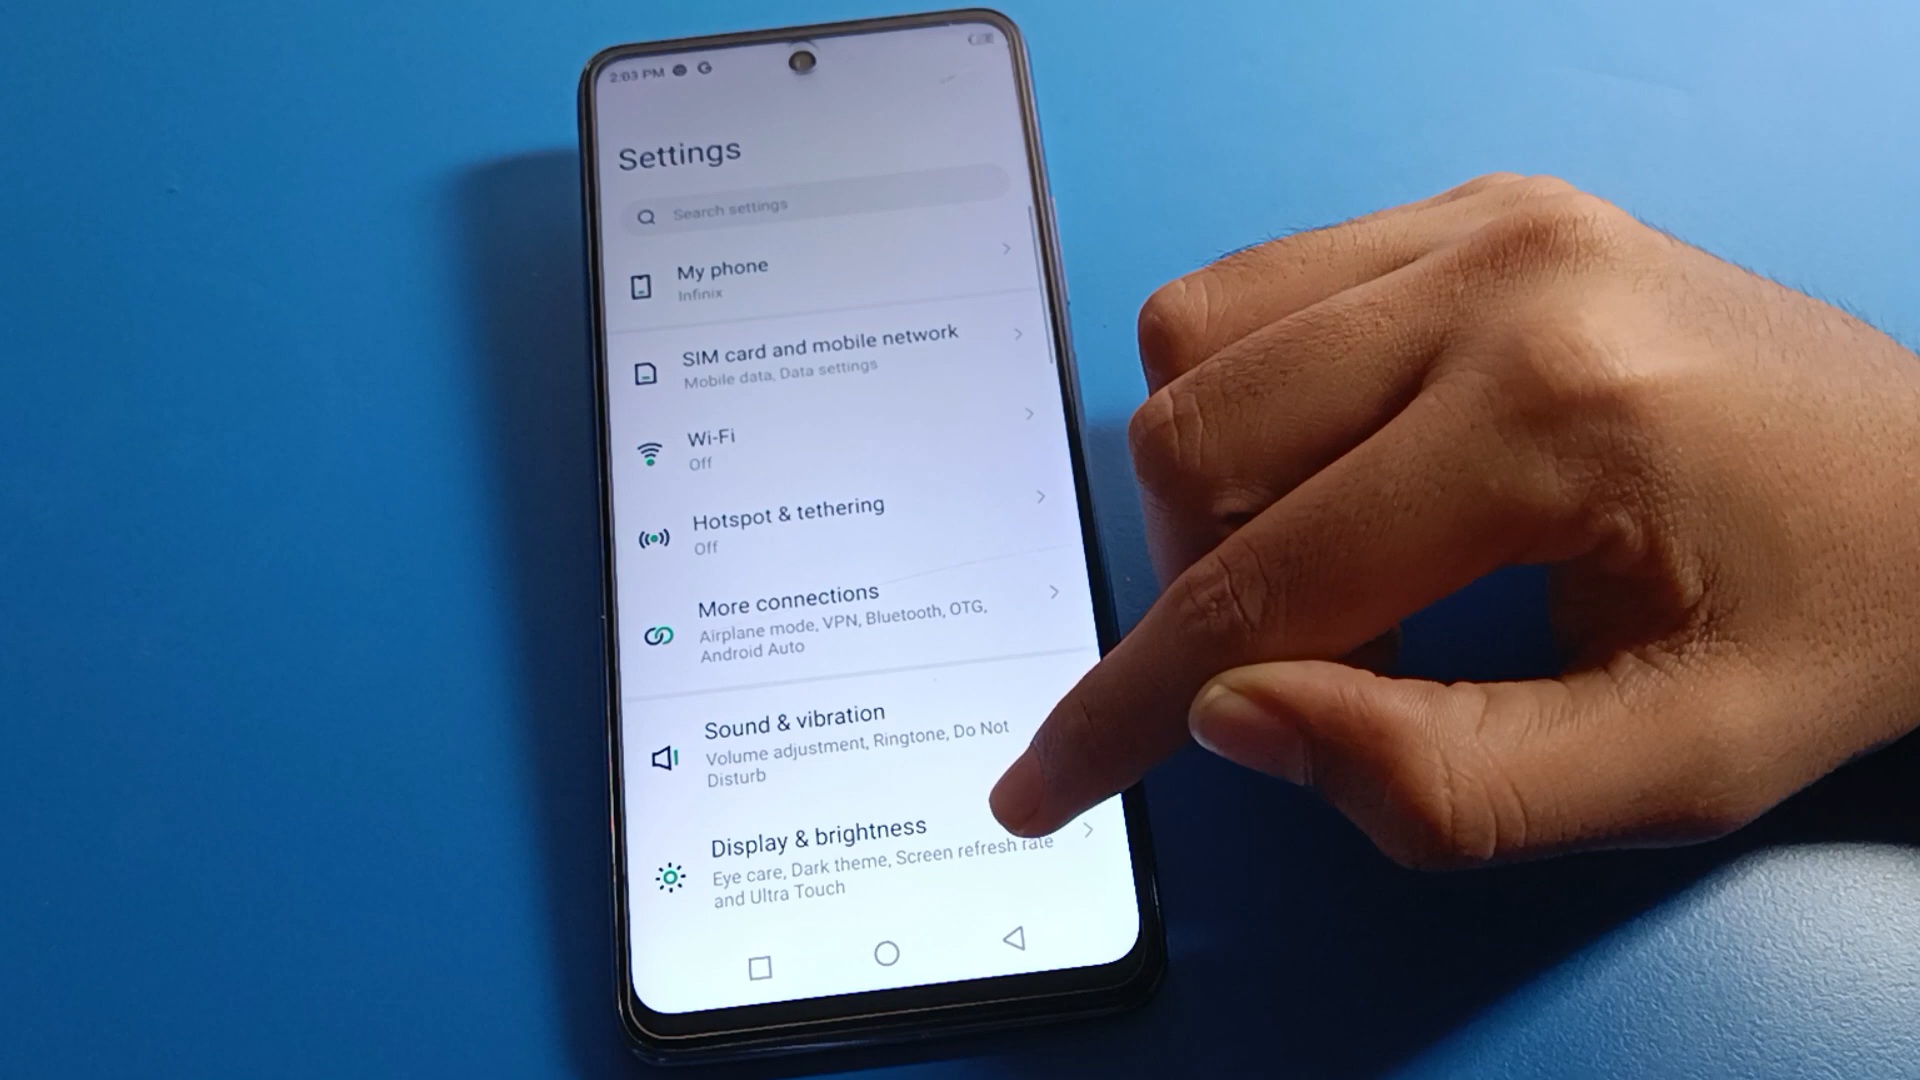 2:03 PM
Settings
Search settings
My phone
Infinix
SIM card and mobile network
Mobile data, Data settings
Wi-Fi
Off
Hotspot & tethering
Off
More connections
Airplane mode, VPN, Bluetooth, OTG,
Android Auto
Sound & vibration
Volume adjustment, Ringtone, Do Not
Disturb
Display & brightness
Eye care, Dark theme, Screen refresh rate
and Ultra Touch